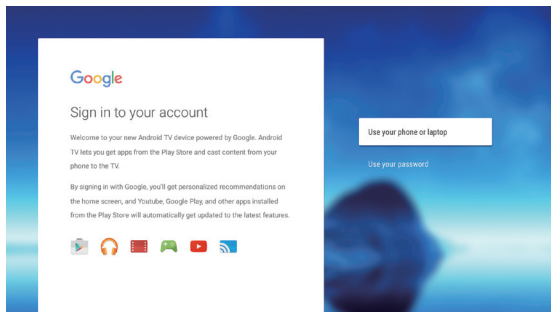 Google
Sign in to your account
Welcome to your new Android TV device powered by Google. Android
TV lets you get apps from the Play Store and cast content from your
phone to the TV.
By signing in with Google, you'll get personalized recommendations on
the home screen, and Youtube, Google Play, and other apps installed
from the Play Store will automatically get updated to the latest features.
Use your phone or laptop
Use your password